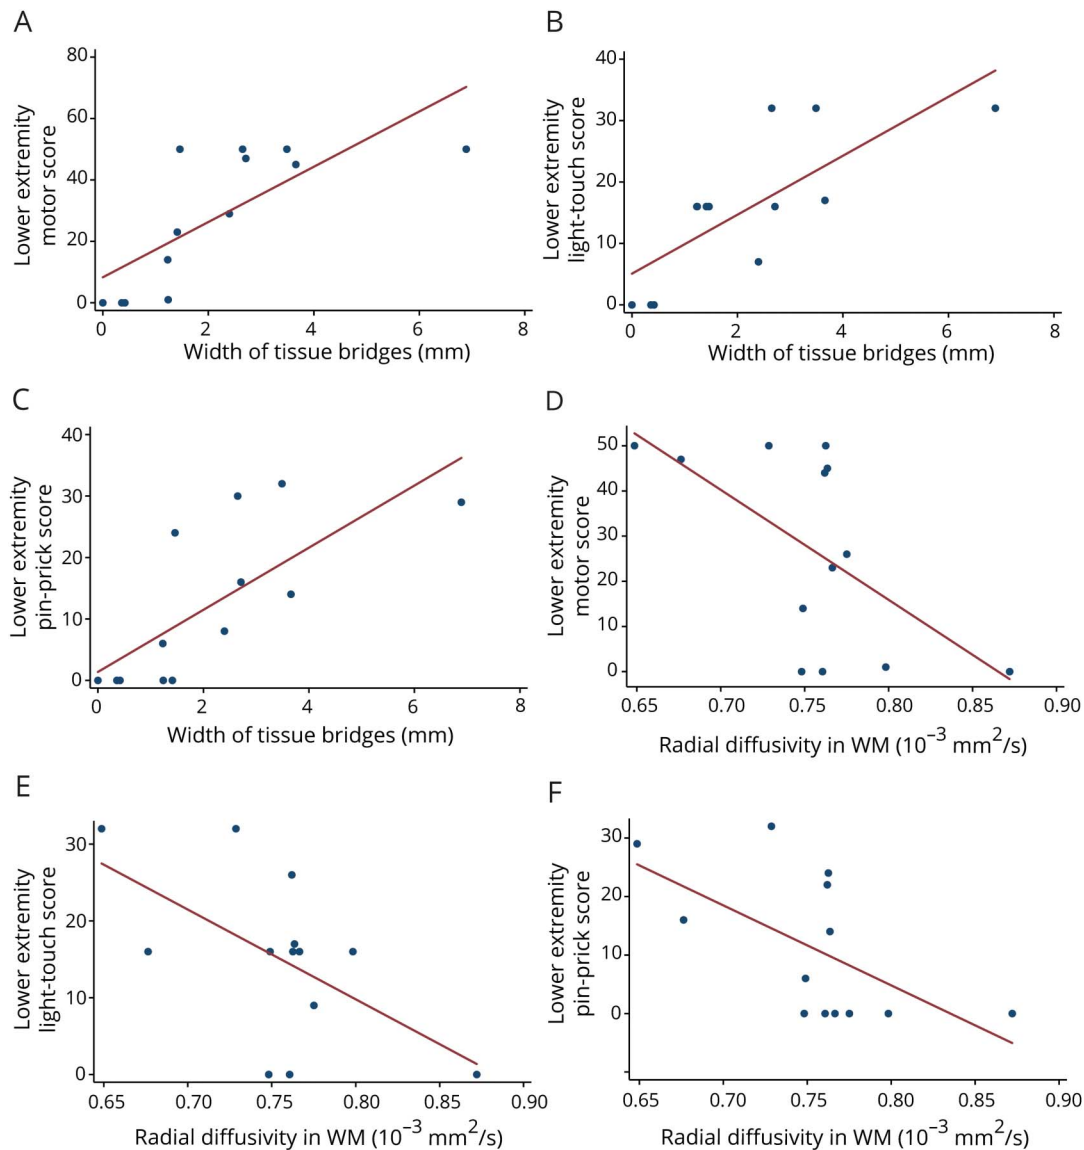 A
Lower extremity
motor score
80
60
40
20
0
0 2 4 6 8
Width of tissue bridges (mm)
B
Lower extremity
light-touch score
40
30
20
10
0
0 2 4 6 8
Width of tissue bridges (mm)
C
Lower extremity
pin-prick score
40
30
20
10
0
0 2 4 6 8
Width of tissue bridges (mm)
D
Lower extremity
motor score
50
40
30
20
10
0
0.65 0.70 0.75 0.80 0.85 0.90
Radial diffusivity in WM (10⁻³ mm²/s)
E
Lower extremity
light-touch score
30
20
10
0
0.65 0.70 0.75 0.80 0.85 0.90
Radial diffusivity in WM (10⁻³ mm²/s)
F
Lower extremity
pin-prick score
30
20
10
0
0.65 0.70 0.75 0.80 0.85 0.90
Radial diffusivity in WM (10⁻³ mm²/s)